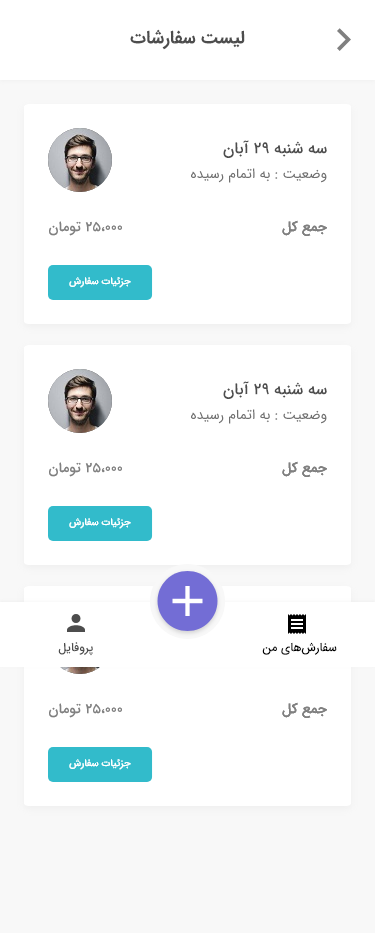 لیست سفارشات
سه شنبه ۲۹ آبان
وضعیت : به اتمام رسیده
جمع کل
۲۵،۰۰۰ تومان
جزئیات سفارش
سه شنبه ۲۹ آبان
وضعیت : به اتمام رسیده
جمع کل
۲۵،۰۰۰ تومان
جزئیات سفارش
سفارش‌های من
پروفایل
جمع کل
۲۵،۰۰۰ تومان
جزئیات سفارش